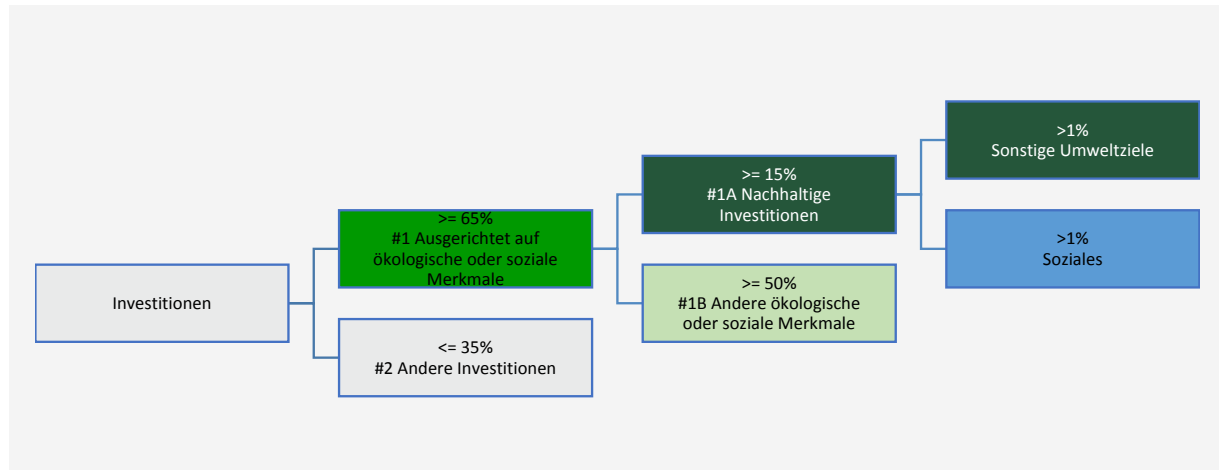 Investitionen
>= 65%
#1 Ausgerichtet auf
ökologische oder soziale
Merkmale
<= 35%
#2 Andere Investitionen
>= 15%
#1A Nachhaltige
Investitionen
>= 50%
#1B Andere ökologische
oder soziale Merkmale
>1%
Sonstige Umweltziele
>1%
Soziales